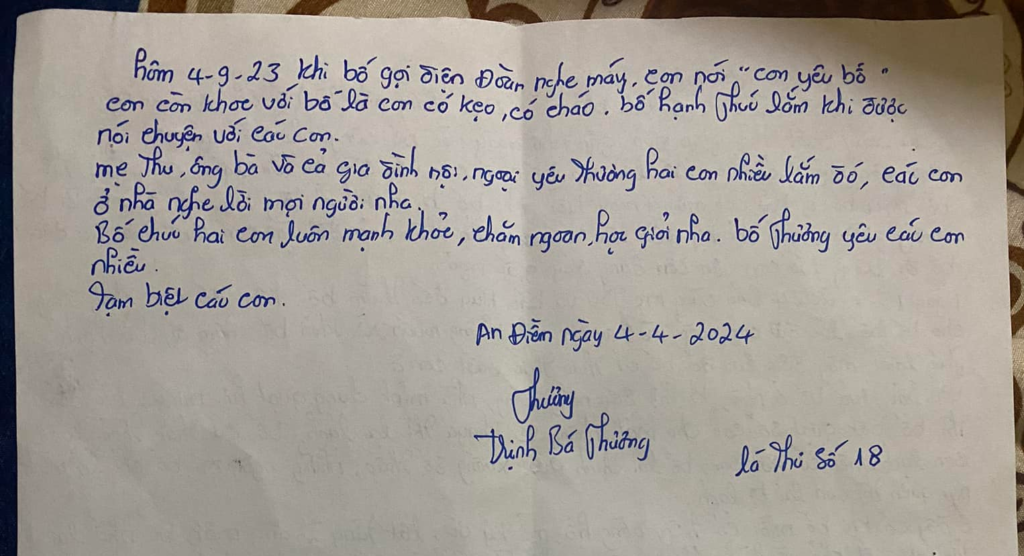 hôm 4-9-23 khi bố gọi điện Đoàn nghe máy, con nói "con yêu bố"
con còn khoe với bố là con có kẹo, có cháo. bố hạnh phúc lắm khi được
nói chuyện với các con.
mẹ Thu, ông bà và cả gia đình nội, ngoại yêu thương hai con nhiều lắm đó, các con
ở nhà nghe lời mọi người nha.
Bố chúc hai con luôn mạnh khỏe, chăm ngoan, học giỏi nha. bố Phương yêu các con
nhiều.
Tạm biệt các con.
An Điềm ngày 4-4-2024
Phương
Trịnh Bá Phương
lá thư số 18